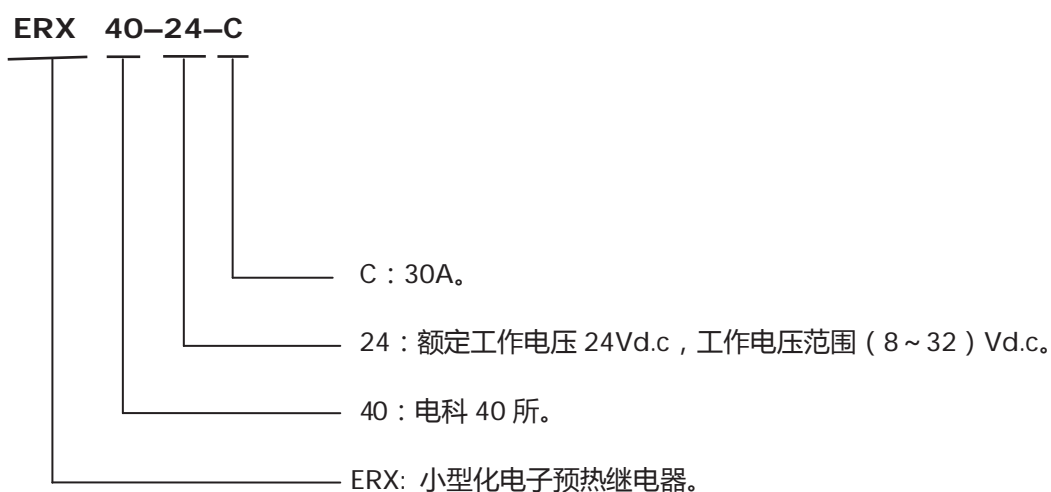 ERX 40—24—C
C：30A。
24：额定工作电压 24Vd.c，工作电压范围（8～32）Vd.c。
40：电科 40 所。
ERX: 小型化电子预热继电器。